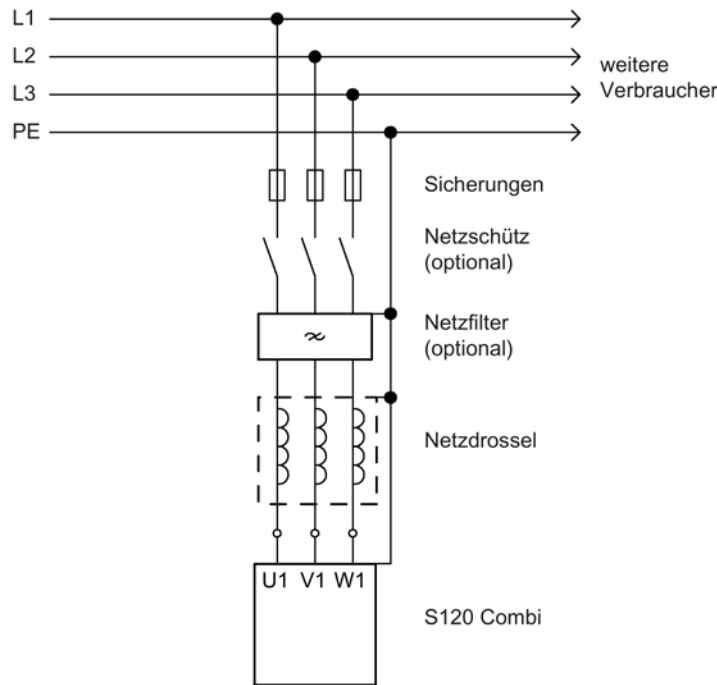 L1
L2
L3
PE
weitere
Verbraucher
Sicherungen
Netzschütz
(optional)
Netzfilter
(optional)
Netzdrossel
U1 V1 W1
S120 Combi